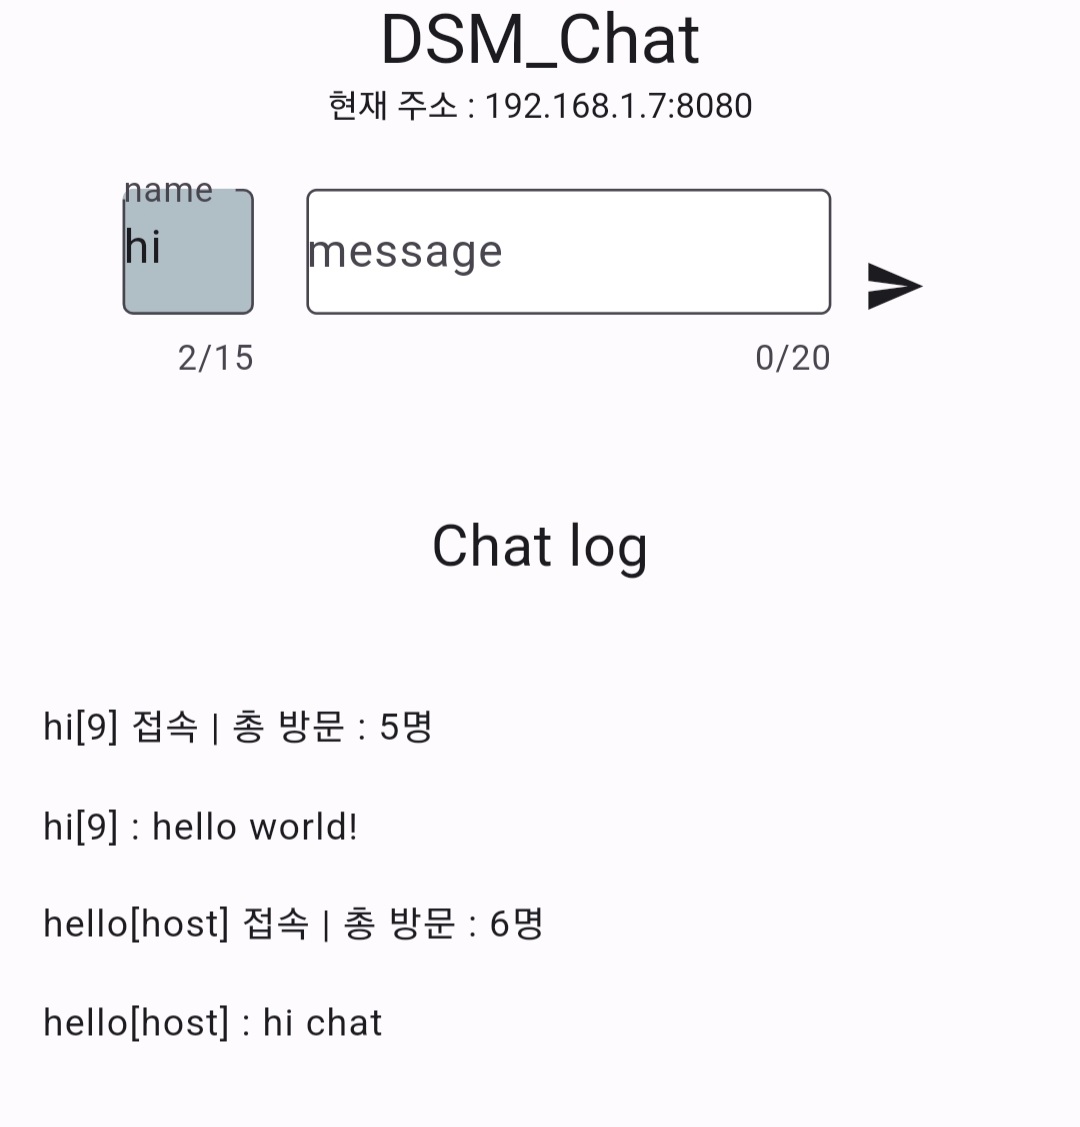 DSM_Chat
현재 주소 : 192.168.1.7:8080
name
hi
message
2/15
0/20
Chat log
hi[9] 접속 | 총 방문 : 5명
hi[9] : hello world!
hello[host] 접속 | 총 방문 : 6명
hello[host] : hi chat